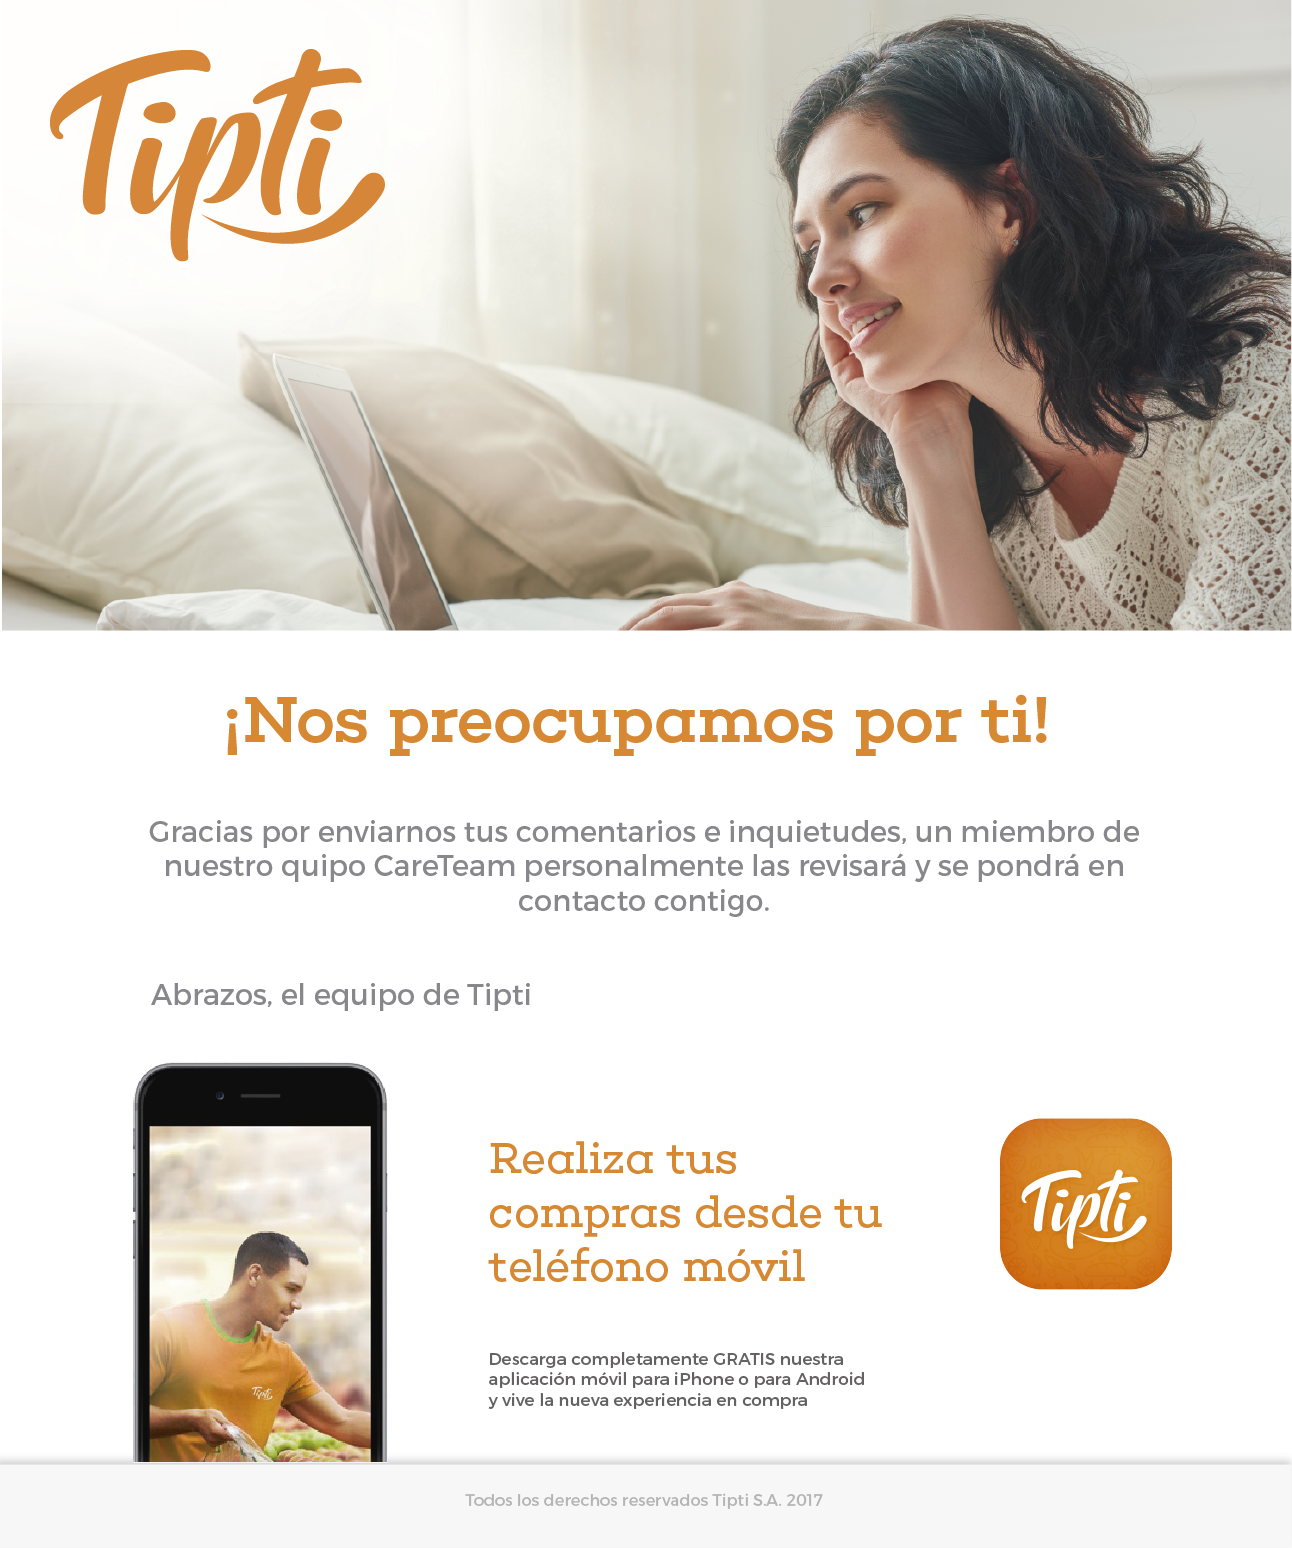 Tipti
¡Nos preocupamos por ti!
Gracias por enviarnos tus comentarios e inquietudes, un miembro de
nuestro quipo CareTeam personalmente las revisará y se pondrá en
contacto contigo.
Abrazos, el equipo de Tipti
Realiza tus
compras desde tu
teléfono móvil
Tipti
Descarga completamente GRATIS nuestra
aplicación móvil para iPhone o para Android
y vive la nueva experiencia en compra
Tipti
Todos los derechos reservados Tipti S.A. 2017